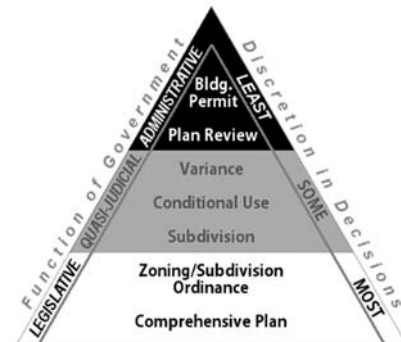 Function of Government
Discretion in Decisions
ADMINISTRATIVE
LEAST
Bldg.
Permit
Plan Review
QUASI-JUDICIAL
SOME
Variance
Conditional Use
Subdivision
LEGISLATIVE
MOST
Zoning/Subdivision
Ordinance
Comprehensive Plan